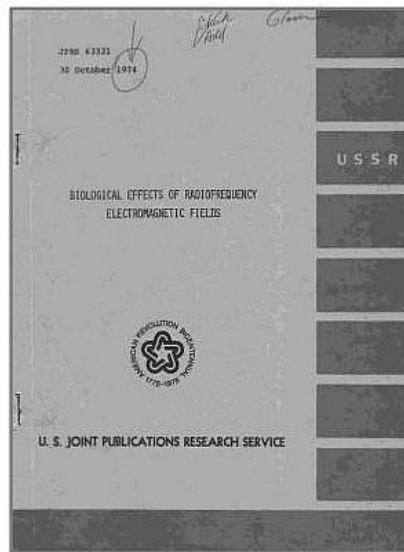 JPRS 63321
30 October 1974
USSR
BIOLOGICAL EFFECTS OF RADIOFREQUENCY
ELECTROMAGNETIC FIELDS
AMERICAN REVOLUTION BICENTENNIAL
1776-1976
U. S. JOINT PUBLICATIONS RESEARCH SERVICE